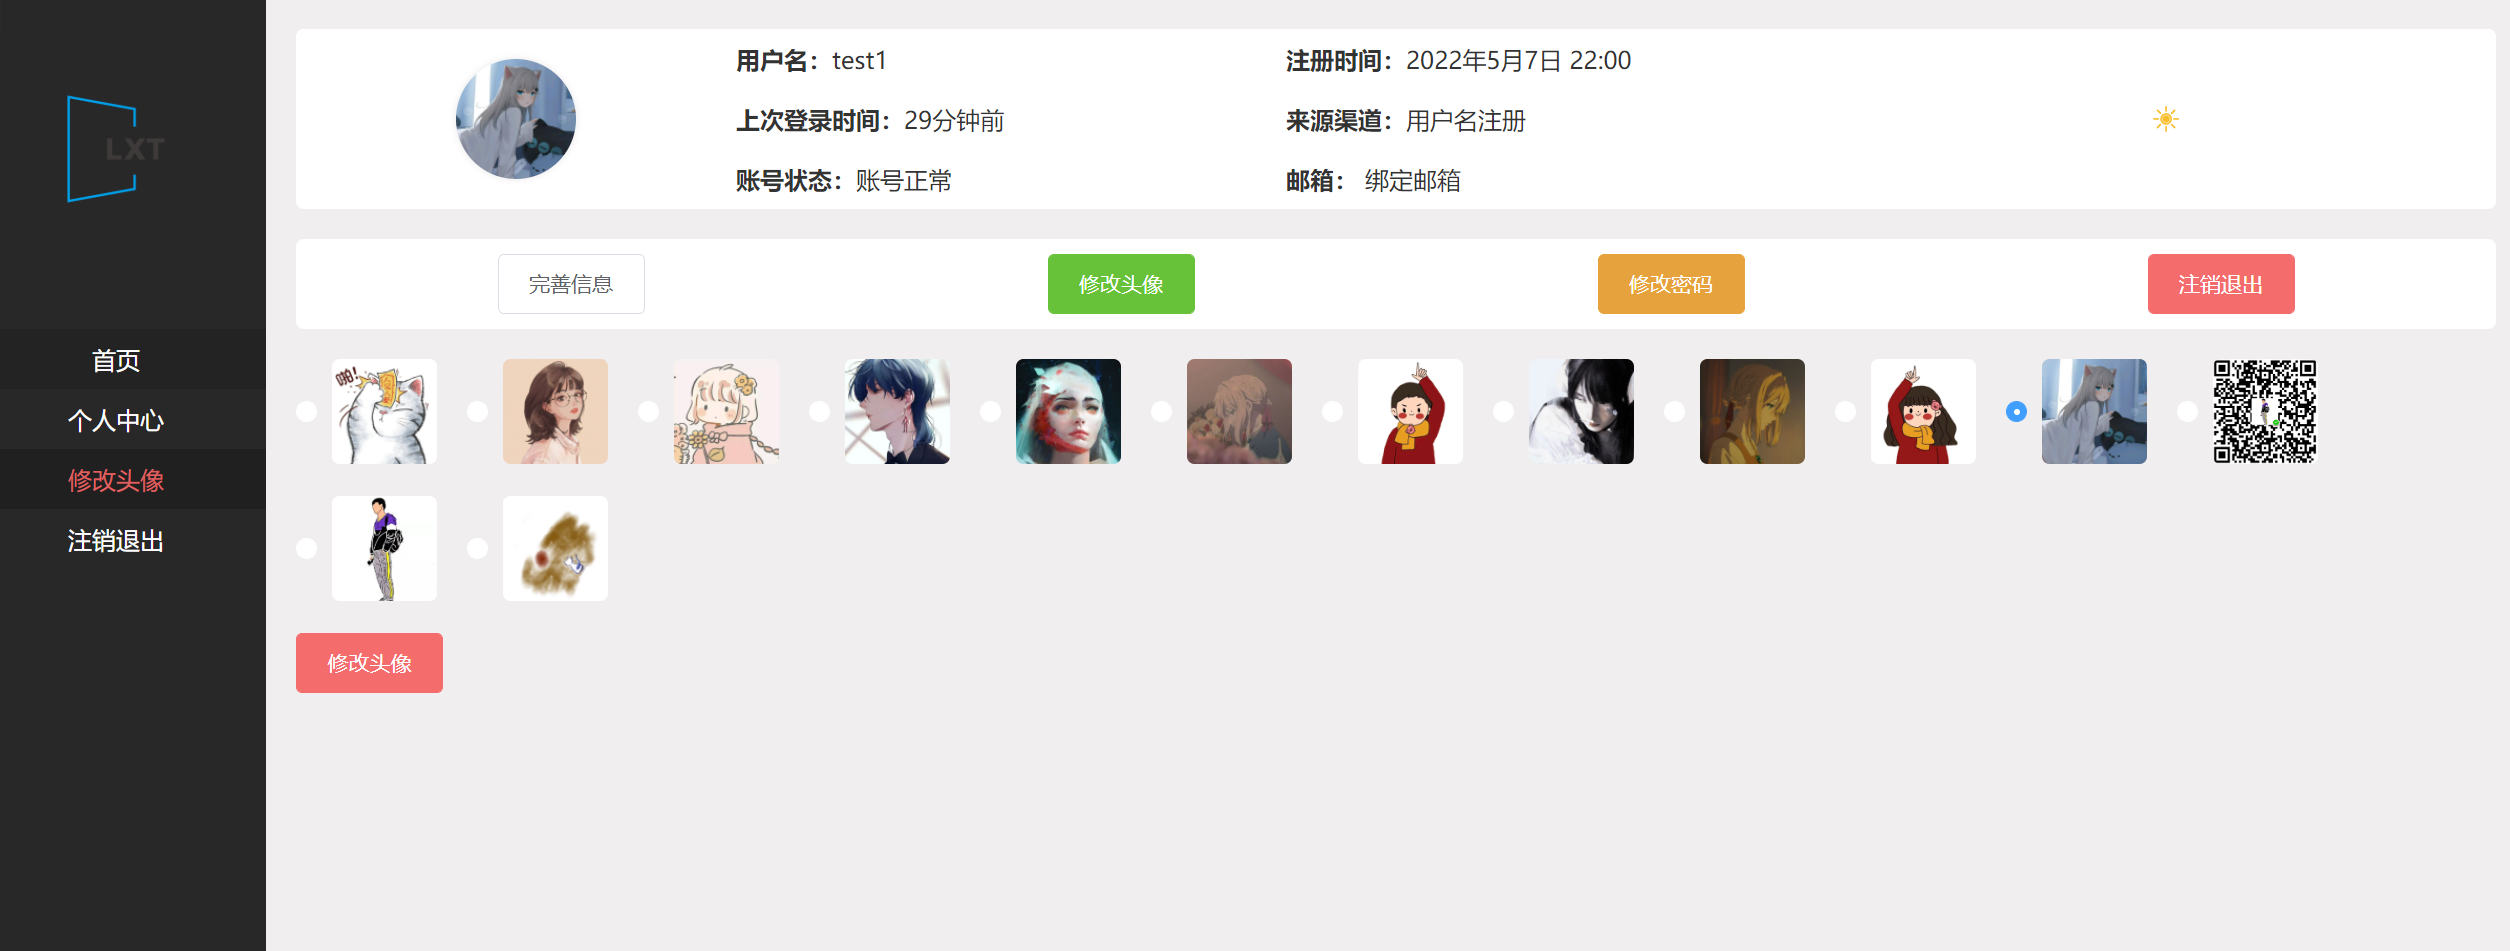 LXT
首页
个人中心
修改头像
注销退出
用户名：test1
注册时间：2022年5月7日 22:00
上次登录时间：29分钟前
来源渠道：用户名注册
账号状态：账号正常
邮箱： 绑定邮箱
完善信息
修改头像
修改密码
注销退出
啪!
修改头像